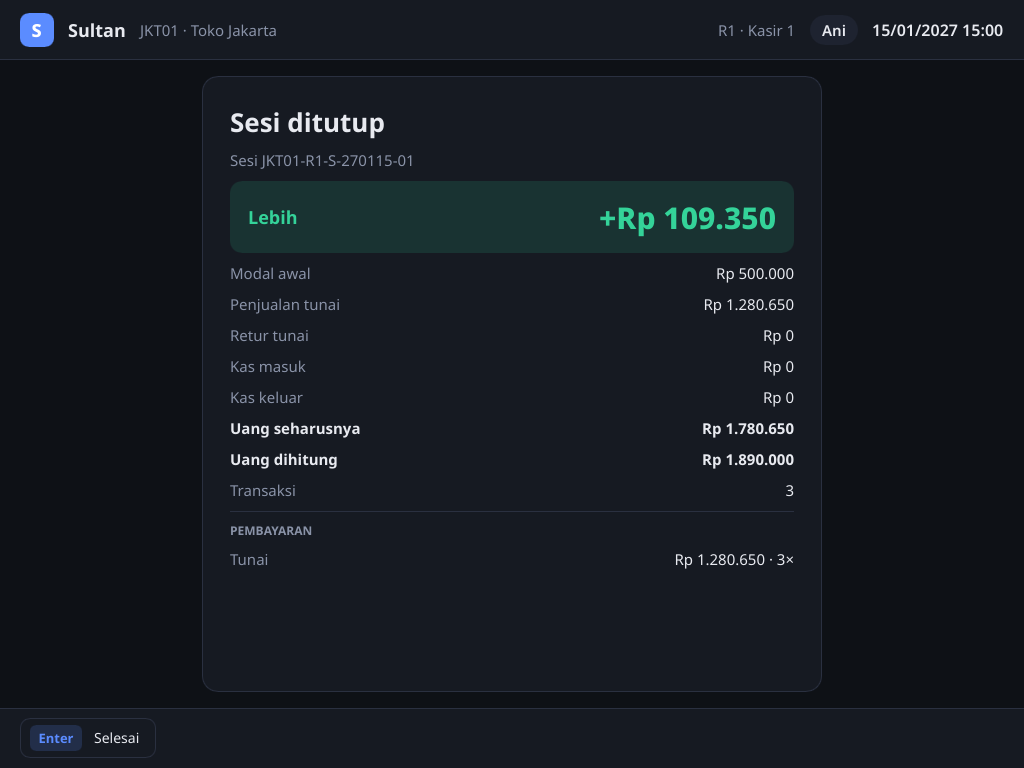 S Sultan JKT01 · Toko Jakarta R1 · Kasir 1 Ani 15/01/2027 15:00
Sesi ditutup
Sesi JKT01-R1-S-270115-01
Lebih +Rp 109.350
Modal awal Rp 500.000
Penjualan tunai Rp 1.280.650
Retur tunai Rp 0
Kas masuk Rp 0
Kas keluar Rp 0
Uang seharusnya Rp 1.780.650
Uang dihitung Rp 1.890.000
Transaksi 3
PEMBAYARAN
Tunai Rp 1.280.650 · 3×
Enter Selesai